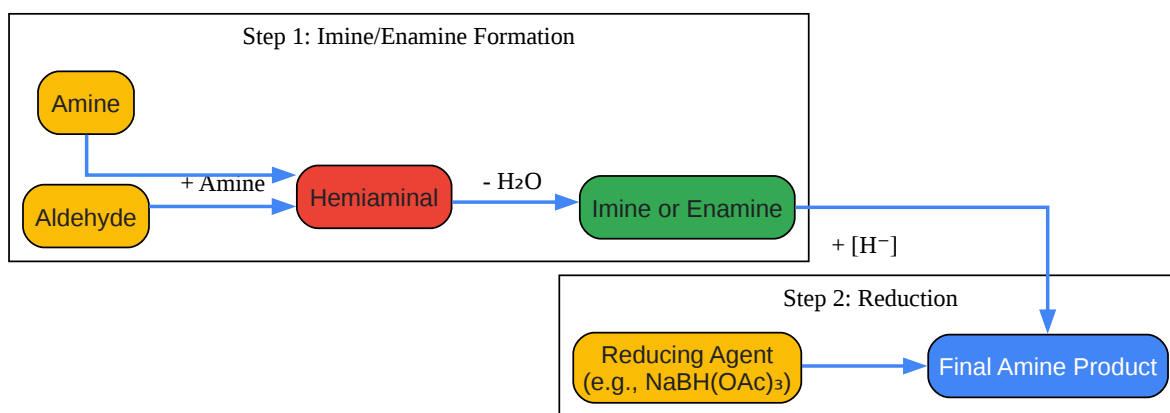 Step 1: Imine/Enamine Formation
Amine
+ Amine
Aldehyde
Hemiaminal
- H₂O
Imine or Enamine
+ [H⁻]
Step 2: Reduction
Reducing Agent
(e.g., NaBH(OAc)₃)
Final Amine Product